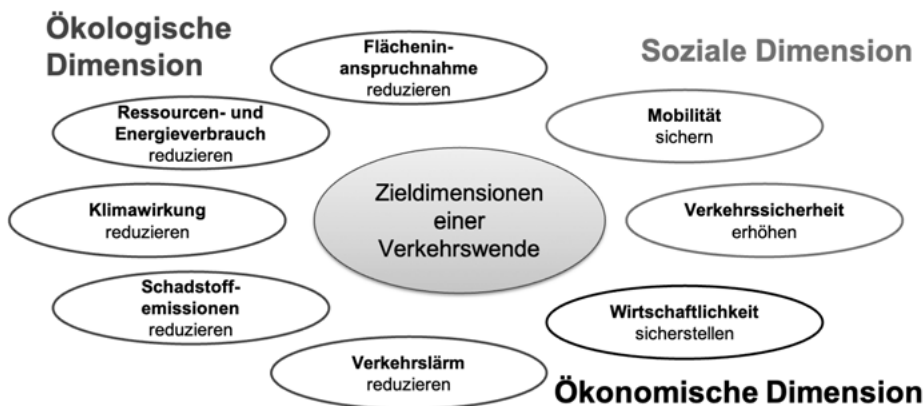 Ökologische
Dimension
Flächenin-
anspruchnahme
reduzieren
Soziale Dimension
Ressourcen- und
Energieverbrauch
reduzieren
Mobilität
sichern
Klimawirkung
reduzieren
Zieldimensionen
einer
Verkehrswende
Verkehrssicherheit
erhöhen
Schadstoff-
emissionen
reduzieren
Wirtschaftlichkeit
sicherstellen
Verkehrslärm
reduzieren
Ökonomische Dimension